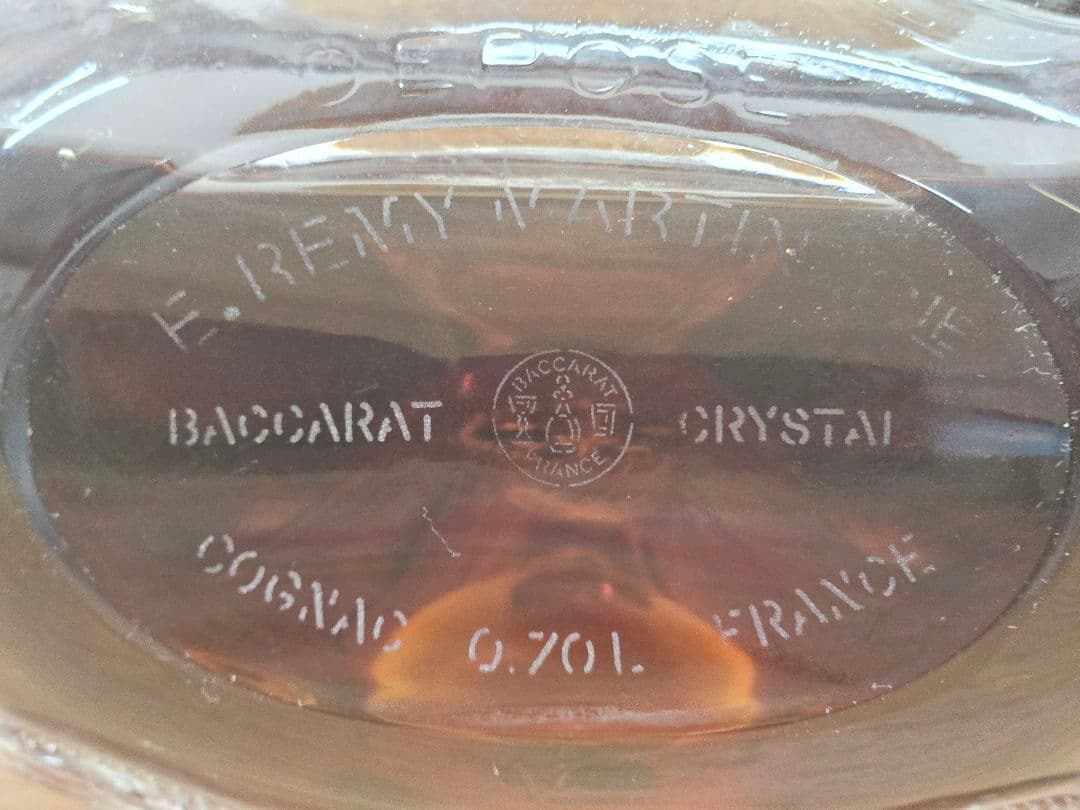 E. REMY MARTIN
BACCARAT
BACCARAT
FRANCE
CRYSTAL
COGNAC 0.70 L FRANCE